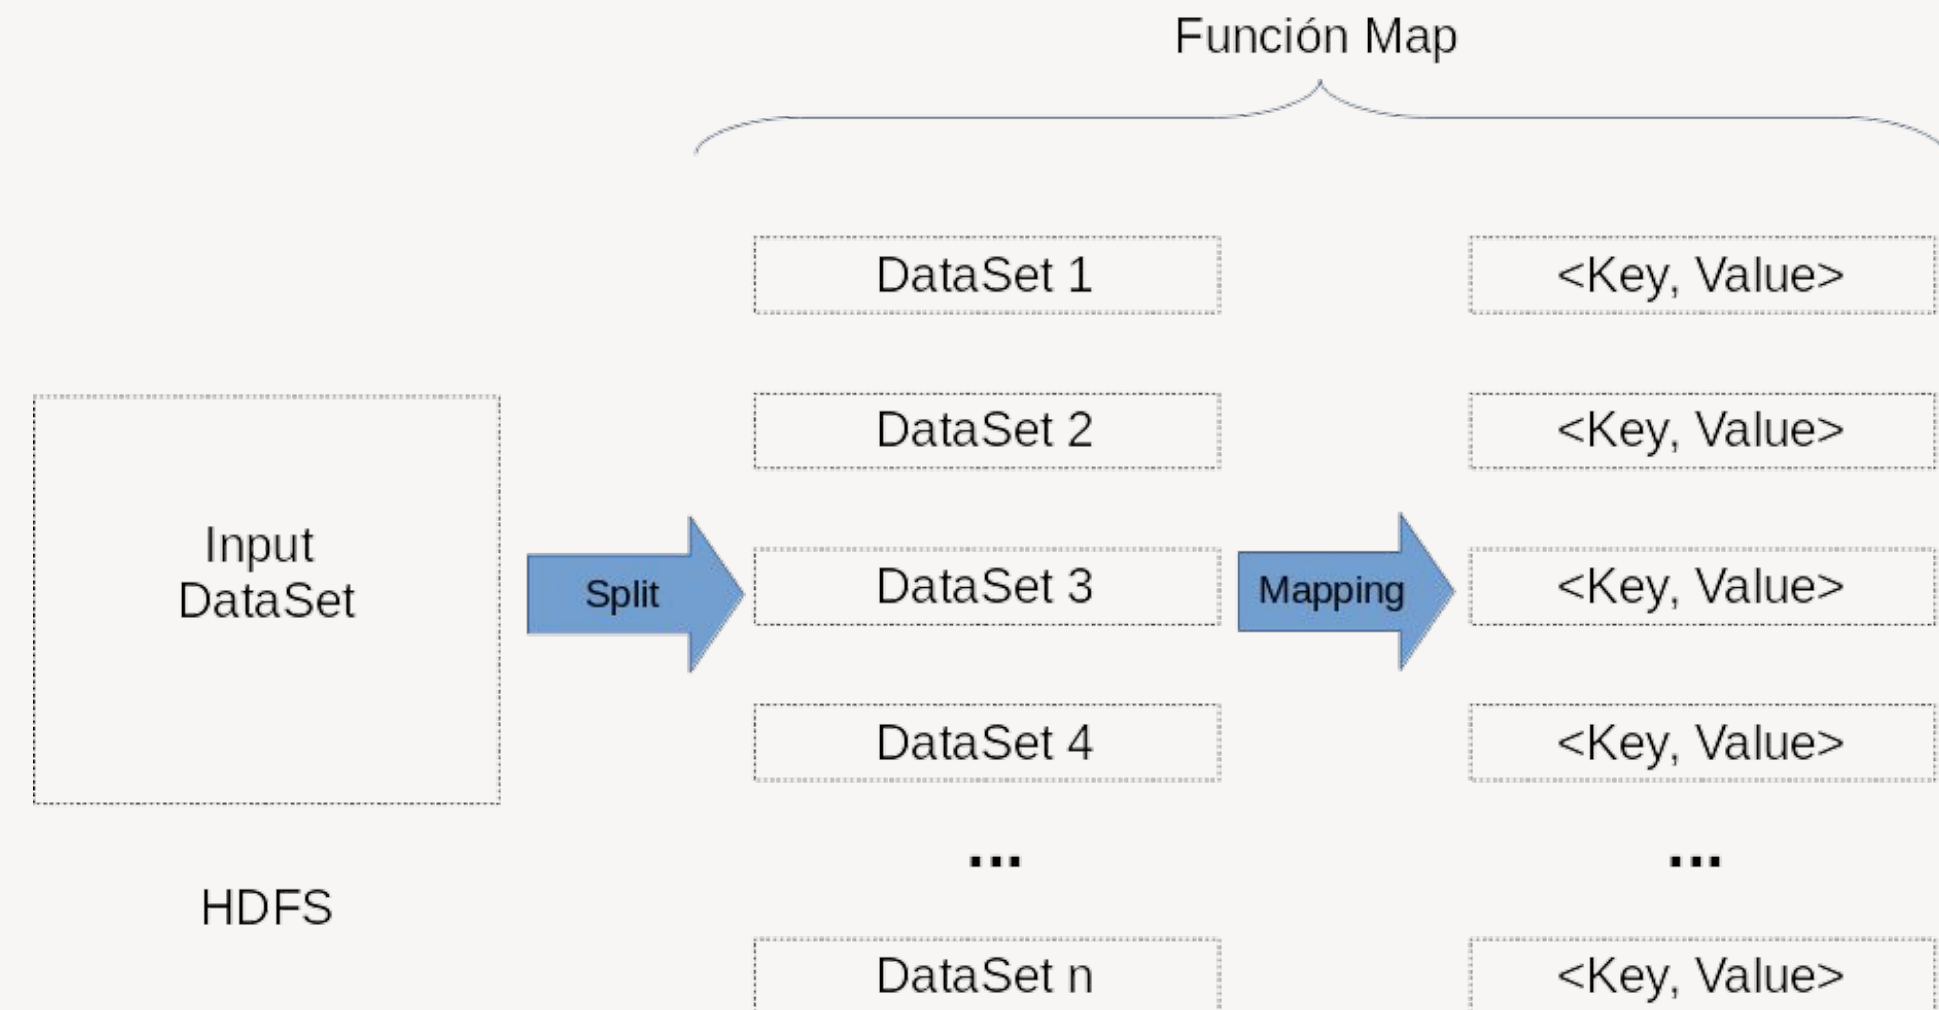 Función Map
Input
DataSet
HDFS
Split
DataSet 1
DataSet 2
DataSet 3
DataSet 4
...
DataSet n
Mapping
<Key, Value>
<Key, Value>
<Key, Value>
<Key, Value>
...
<Key, Value>